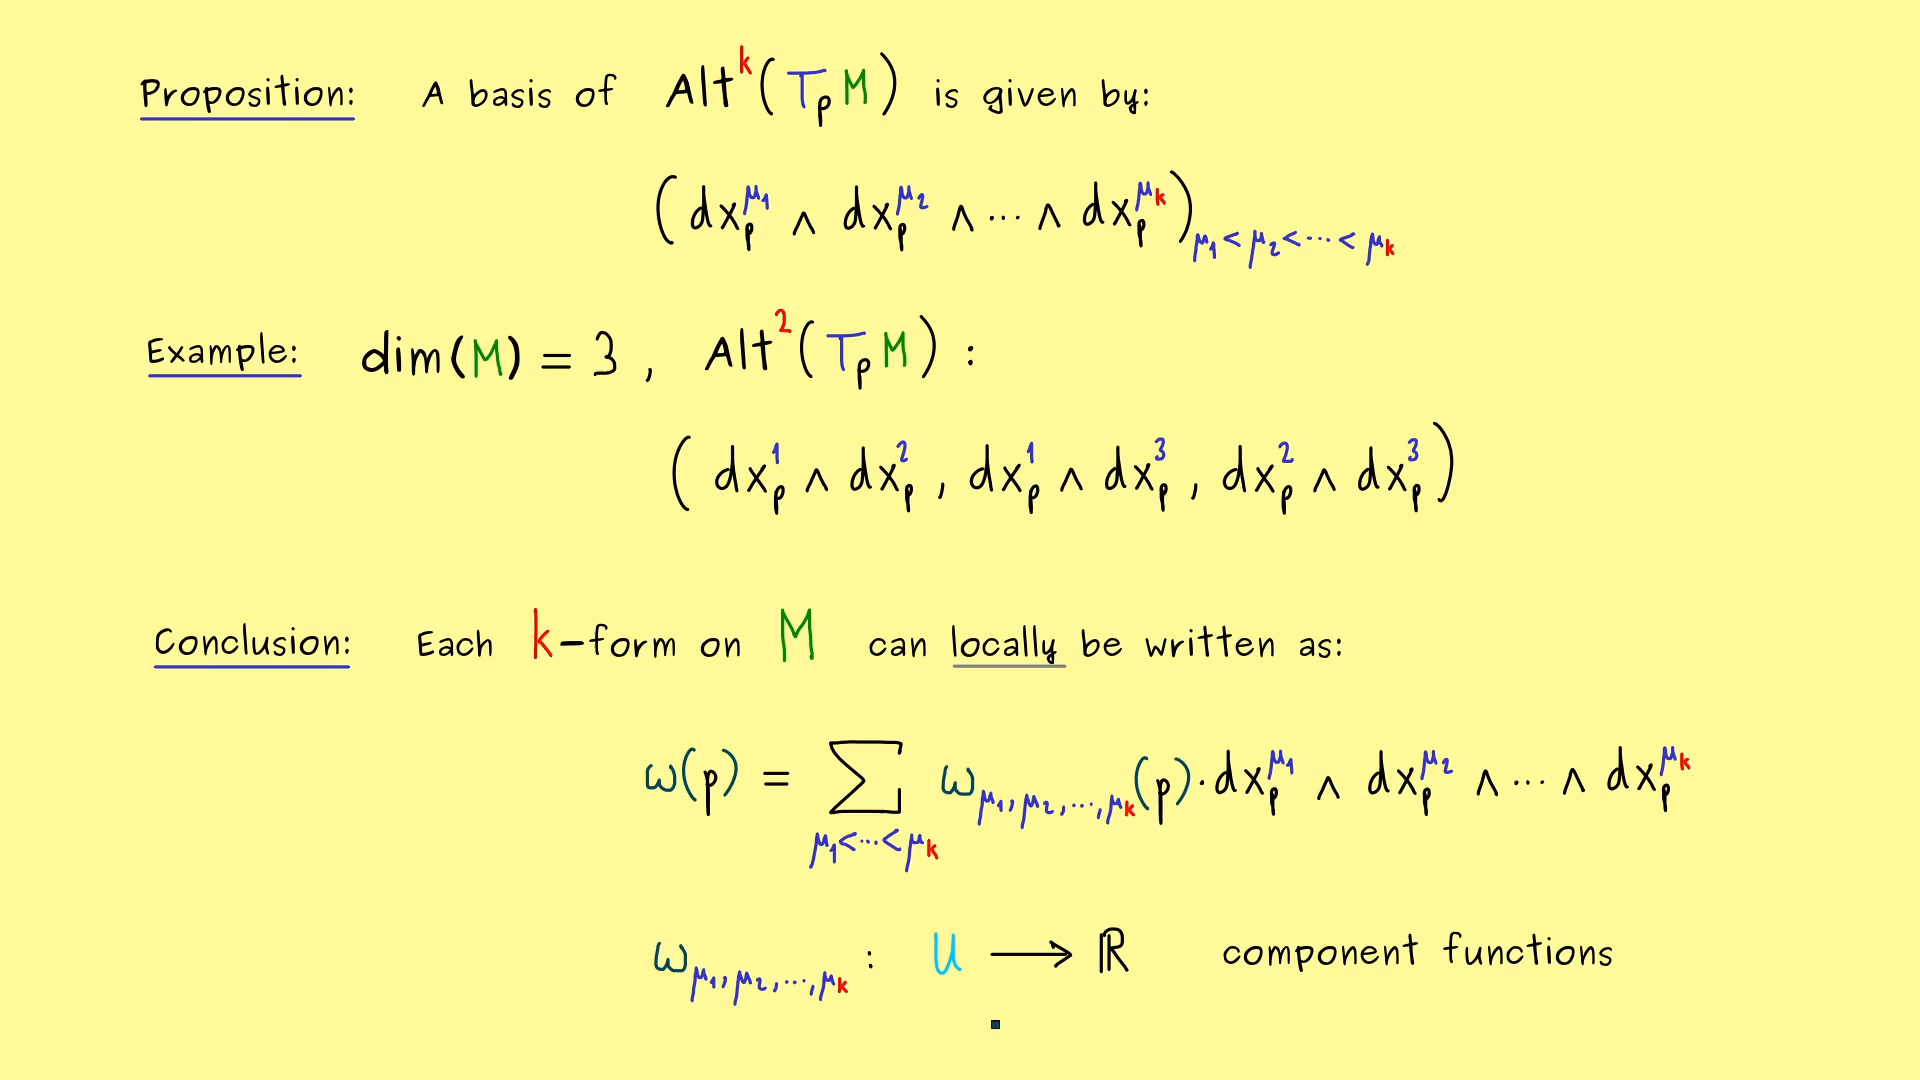 Proposition: A basis of Alt^k(T_p M) is given by:
(dx_p^{μ_1} ∧ dx_p^{μ_2} ∧ ··· ∧ dx_p^{μ_k})_{μ_1 < μ_2 < ··· < μ_k}
Example: dim(M) = 3 , Alt^2(T_p M) :
(dx_p^1 ∧ dx_p^2 , dx_p^1 ∧ dx_p^3 , dx_p^2 ∧ dx_p^3)
Conclusion: Each k-form on M can locally be written as:
ω(p) = ∑_{μ_1<···<μ_k} ω_{μ_1, μ_2, ..., μ_k}(p) · dx_p^{μ_1} ∧ dx_p^{μ_2} ∧ ··· ∧ dx_p^{μ_k}
ω_{μ_1, μ_2, ..., μ_k} : U ⟶ ℝ component functions